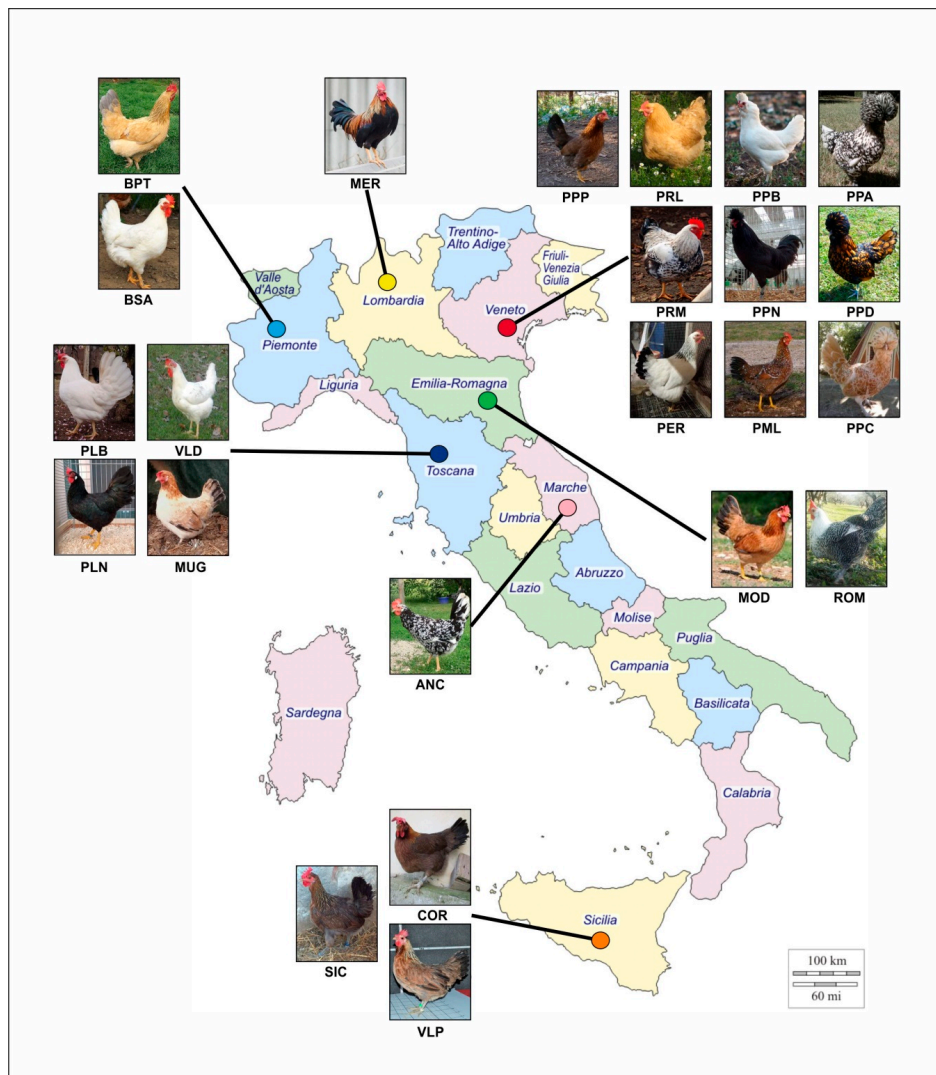 BPT
MER
PPP
PRL
PPB
PPA
BSA
Trentino-
Alto Adige
Friuli-
Venezia
Giulia
Valle
d'Aosta
Lombardia
Veneto
PRM
PPN
PPD
Piemonte
Liguria
Emilia-Romagna
PER
PML
PPC
PLB
VLD
Toscana
Marche
Umbria
PLN
MUG
Lazio
Abruzzo
MOD
ROM
Molise
Puglia
ANC
Campania
Basilicata
Sardegna
Calabria
COR
Sicilia
SIC
VLP
100 km
60 mi